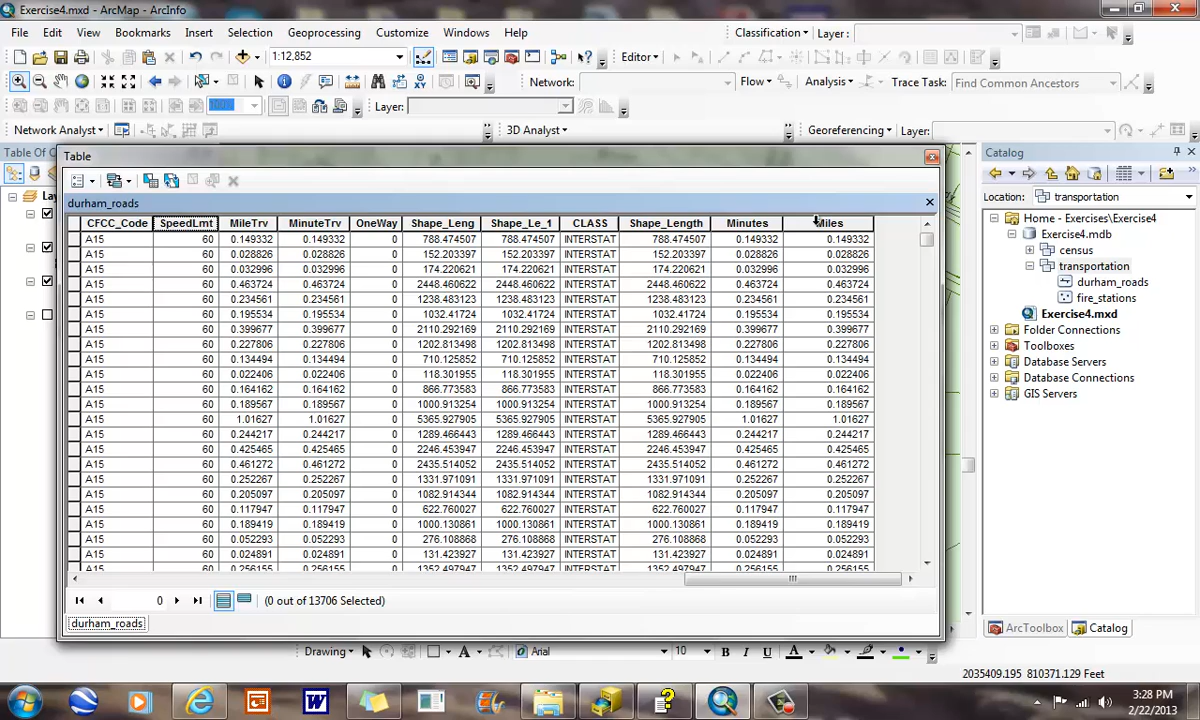 Exercise4.mxd - ArcMap - ArcInfo
File Edit View Bookmarks Insert Selection Geoprocessing Customize Windows Help
Classification Layer:
1:12,852 Editor
Network: Flow Analysis Trace Task: Find Common Ancestors
100% Layer:
Network Analyst 3D Analyst Georeferencing Layer:
Table
durham_roads
CFCC_Code SpeedLmt MileTrv MinuteTrv OneWay Shape_Leng Shape_Le_1 CLASS Shape_Length Minutes Miles
A15 60 0.149332 0.149332 0 788.474507 788.474507 INTERSTAT 788.474507 0.149332 0.149332
A15 60 0.028826 0.028826 0 152.203397 152.203397 INTERSTAT 152.203397 0.028826 0.028826
A15 60 0.032996 0.032996 0 174.220621 174.220621 INTERSTAT 174.220621 0.032996 0.032996
A15 60 0.463724 0.463724 0 2448.460622 2448.460622 INTERSTAT 2448.460622 0.463724 0.463724
A15 60 0.234561 0.234561 0 1238.483123 1238.483123 INTERSTAT 1238.483123 0.234561 0.234561
A15 60 0.195534 0.195534 0 1032.41724 1032.41724 INTERSTAT 1032.41724 0.195534 0.195534
A15 60 0.399677 0.399677 0 2110.292169 2110.292169 INTERSTAT 2110.292169 0.399677 0.399677
A15 60 0.227806 0.227806 0 1202.813498 1202.813498 INTERSTAT 1202.813498 0.227806 0.227806
A15 60 0.134494 0.134494 0 710.125852 710.125852 INTERSTAT 710.125852 0.134494 0.134494
A15 60 0.022406 0.022406 0 118.301955 118.301955 INTERSTAT 118.301955 0.022406 0.022406
A15 60 0.164162 0.164162 0 866.773583 866.773583 INTERSTAT 866.773583 0.164162 0.164162
A15 60 0.189567 0.189567 0 1000.913254 1000.913254 INTERSTAT 1000.913254 0.189567 0.189567
A15 60 1.01627 1.01627 0 5365.927905 5365.927905 INTERSTAT 5365.927905 1.01627 1.01627
A15 60 0.244217 0.244217 0 1289.466443 1289.466443 INTERSTAT 1289.466443 0.244217 0.244217
A15 60 0.425465 0.425465 0 2246.453947 2246.453947 INTERSTAT 2246.453947 0.425465 0.425465
A15 60 0.461272 0.461272 0 2435.514052 2435.514052 INTERSTAT 2435.514052 0.461272 0.461272
A15 60 0.252267 0.252267 0 1331.971091 1331.971091 INTERSTAT 1331.971091 0.252267 0.252267
A15 60 0.205097 0.205097 0 1082.914344 1082.914344 INTERSTAT 1082.914344 0.205097 0.205097
A15 60 0.117947 0.117947 0 622.760027 622.760027 INTERSTAT 622.760027 0.117947 0.117947
A15 60 0.189419 0.189419 0 1000.130861 1000.130861 INTERSTAT 1000.130861 0.189419 0.189419
A15 60 0.052293 0.052293 0 276.108868 276.108868 INTERSTAT 276.108868 0.052293 0.052293
A15 60 0.024891 0.024891 0 131.423927 131.423927 INTERSTAT 131.423927 0.024891 0.024891
A15 60 0.256155 0.256155 0 1352.497947 1352.497947 INTERSTAT 1352.497947 0.256155 0.256155
0 (0 out of 13706 Selected)
durham_roads
Catalog
Location: transportation
Home - Exercises\Exercise4
Exercise4.mdb
census
transportation
durham_roads
fire_stations
Exercise4.mxd
Folder Connections
Toolboxes
Database Servers
Database Connections
GIS Servers
ArcToolbox Catalog
Drawing A Arial 10 B I U A
2035409.195 810371.129 Feet
3:28 PM
2/22/2013